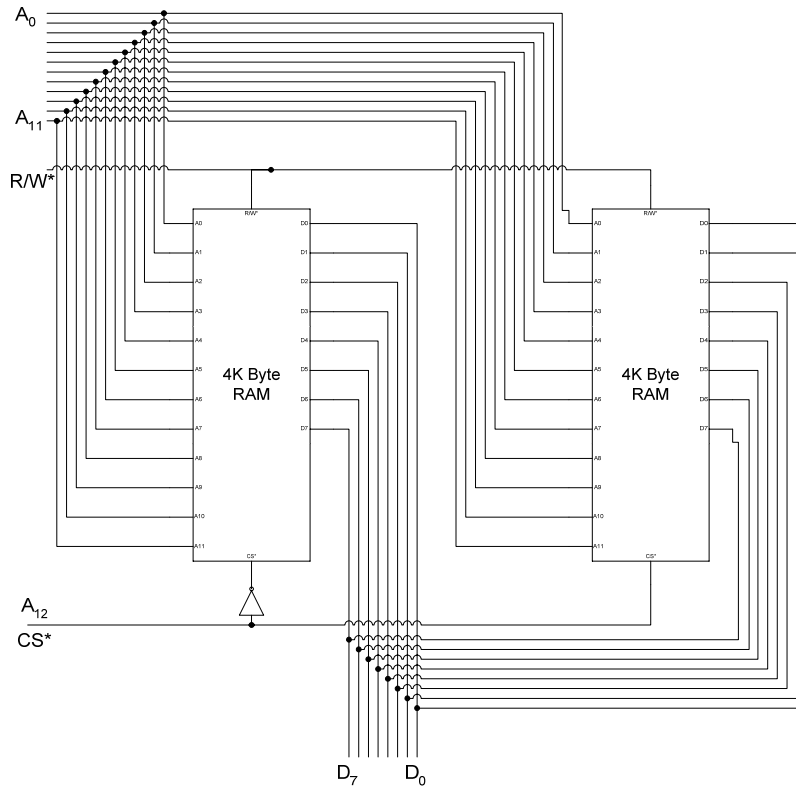 A0
A11
R/W*
R/W* R/W*
A0 D0 A0 D0
A1 D1 A1 D1
A2 D2 A2 D2
A3 D3 A3 D3
A4 D4 A4 D4
A5 D5 A5 D5
4K Byte 4K Byte
RAM RAM
A6 D6 A6 D6
A7 D7 A7 D7
A8 A8
A9 A9
A10 A10
A11 A11
CS* CS*
A12
CS*
D7 D0